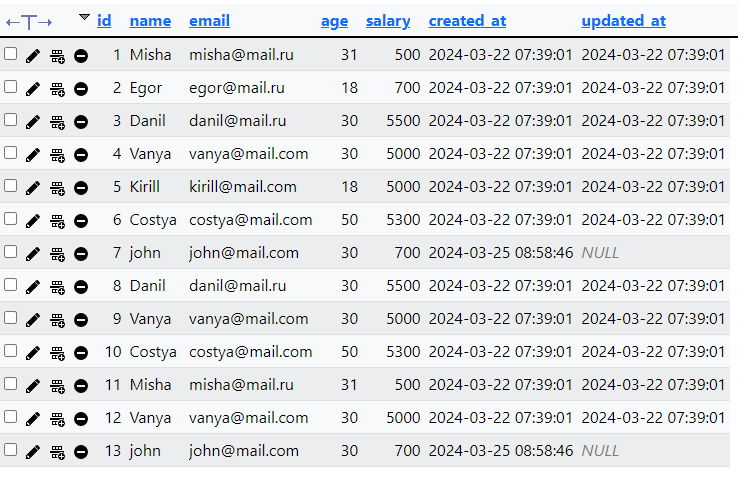 id name email age salary created_at updated_at
1 Misha misha@mail.ru 31 500 2024-03-22 07:39:01 2024-03-22 07:39:01
2 Egor egor@mail.ru 18 700 2024-03-22 07:39:01 2024-03-22 07:39:01
3 Danil danil@mail.ru 30 5500 2024-03-22 07:39:01 2024-03-22 07:39:01
4 Vanya vanya@mail.com 30 5000 2024-03-22 07:39:01 2024-03-22 07:39:01
5 Kirill kirill@mail.com 18 5000 2024-03-22 07:39:01 2024-03-22 07:39:01
6 Costya costya@mail.com 50 5300 2024-03-22 07:39:01 2024-03-22 07:39:01
7 john john@mail.com 30 700 2024-03-25 08:58:46 NULL
8 Danil danil@mail.ru 30 5500 2024-03-22 07:39:01 2024-03-22 07:39:01
9 Vanya vanya@mail.com 30 5000 2024-03-22 07:39:01 2024-03-22 07:39:01
10 Costya costya@mail.com 50 5300 2024-03-22 07:39:01 2024-03-22 07:39:01
11 Misha misha@mail.ru 31 500 2024-03-22 07:39:01 2024-03-22 07:39:01
12 Vanya vanya@mail.com 30 5000 2024-03-22 07:39:01 2024-03-22 07:39:01
13 john john@mail.com 30 700 2024-03-25 08:58:46 NULL